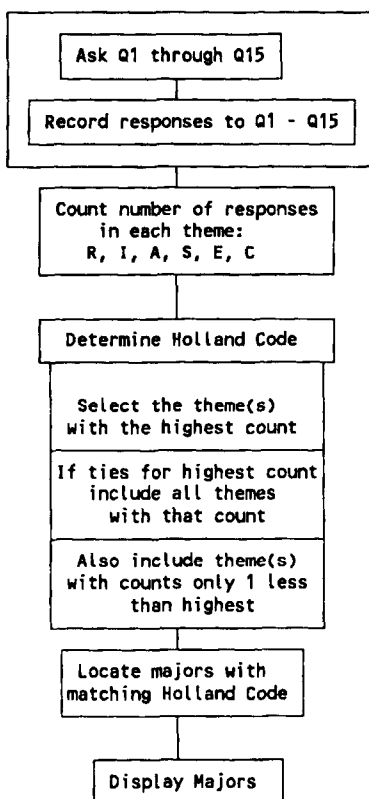 Ask Q1 through Q15
Record responses to Q1 - Q15
Count number of responses
in each theme:
R, I, A, S, E, C
Determine Holland Code
Select the theme(s)
with the highest count
If ties for highest count
include all themes
with that count
Also include theme(s)
with counts only 1 less
than highest
Locate majors with
matching Holland Code
Display Majors